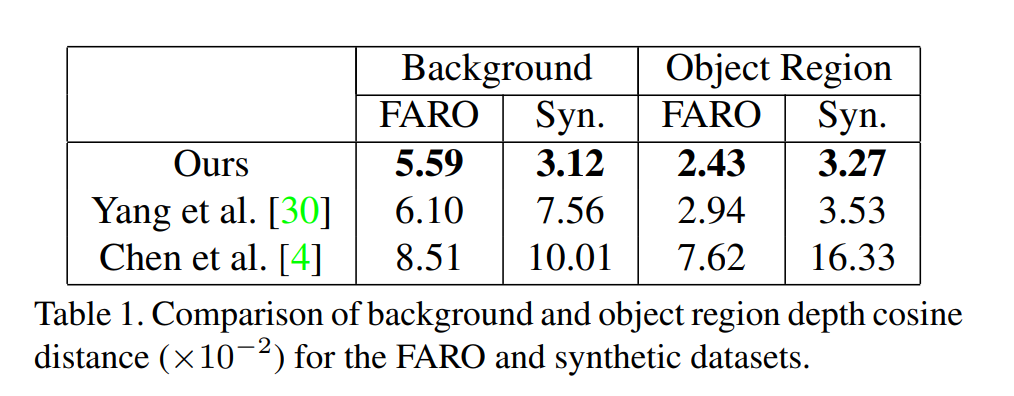 Background Object Region
FARO Syn. FARO Syn.
Ours 5.59 3.12 2.43 3.27
Yang et al. [30] 6.10 7.56 2.94 3.53
Chen et al. [4] 8.51 10.01 7.62 16.33
Table 1. Comparison of background and object region depth cosine
distance (×10⁻²) for the FARO and synthetic datasets.